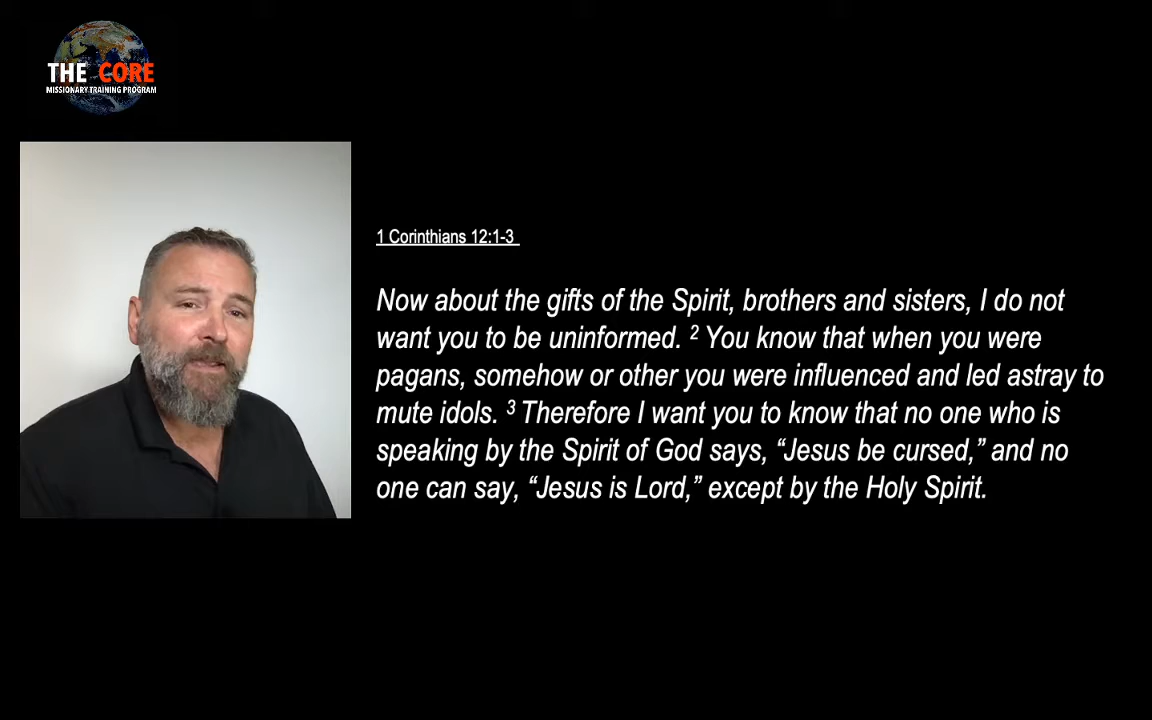 THE CORE
MISSIONARY TRAINING PROGRAM
1 Corinthians 12:1-3
Now about the gifts of the Spirit, brothers and sisters, I do not
want you to be uninformed. ² You know that when you were
pagans, somehow or other you were influenced and led astray to
mute idols. ³ Therefore I want you to know that no one who is
speaking by the Spirit of God says, “Jesus be cursed,” and no
one can say, “Jesus is Lord,” except by the Holy Spirit.